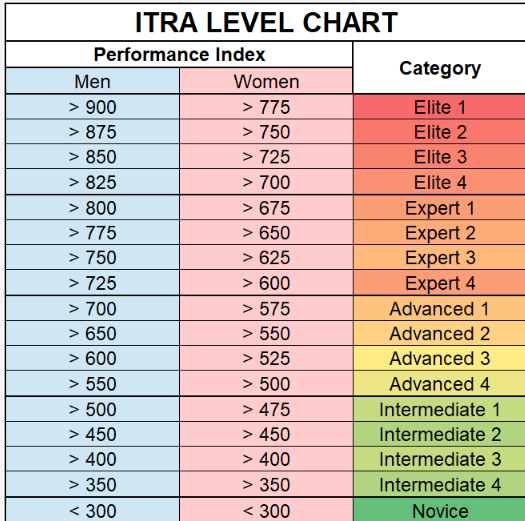 ITRA LEVEL CHART
Performance Index
Category
Men Women
> 900 > 775 Elite 1
> 875 > 750 Elite 2
> 850 > 725 Elite 3
> 825 > 700 Elite 4
> 800 > 675 Expert 1
> 775 > 650 Expert 2
> 750 > 625 Expert 3
> 725 > 600 Expert 4
> 700 > 575 Advanced 1
> 650 > 550 Advanced 2
> 600 > 525 Advanced 3
> 550 > 500 Advanced 4
> 500 > 475 Intermediate 1
> 450 > 450 Intermediate 2
> 400 > 400 Intermediate 3
> 350 > 350 Intermediate 4
< 300 < 300 Novice